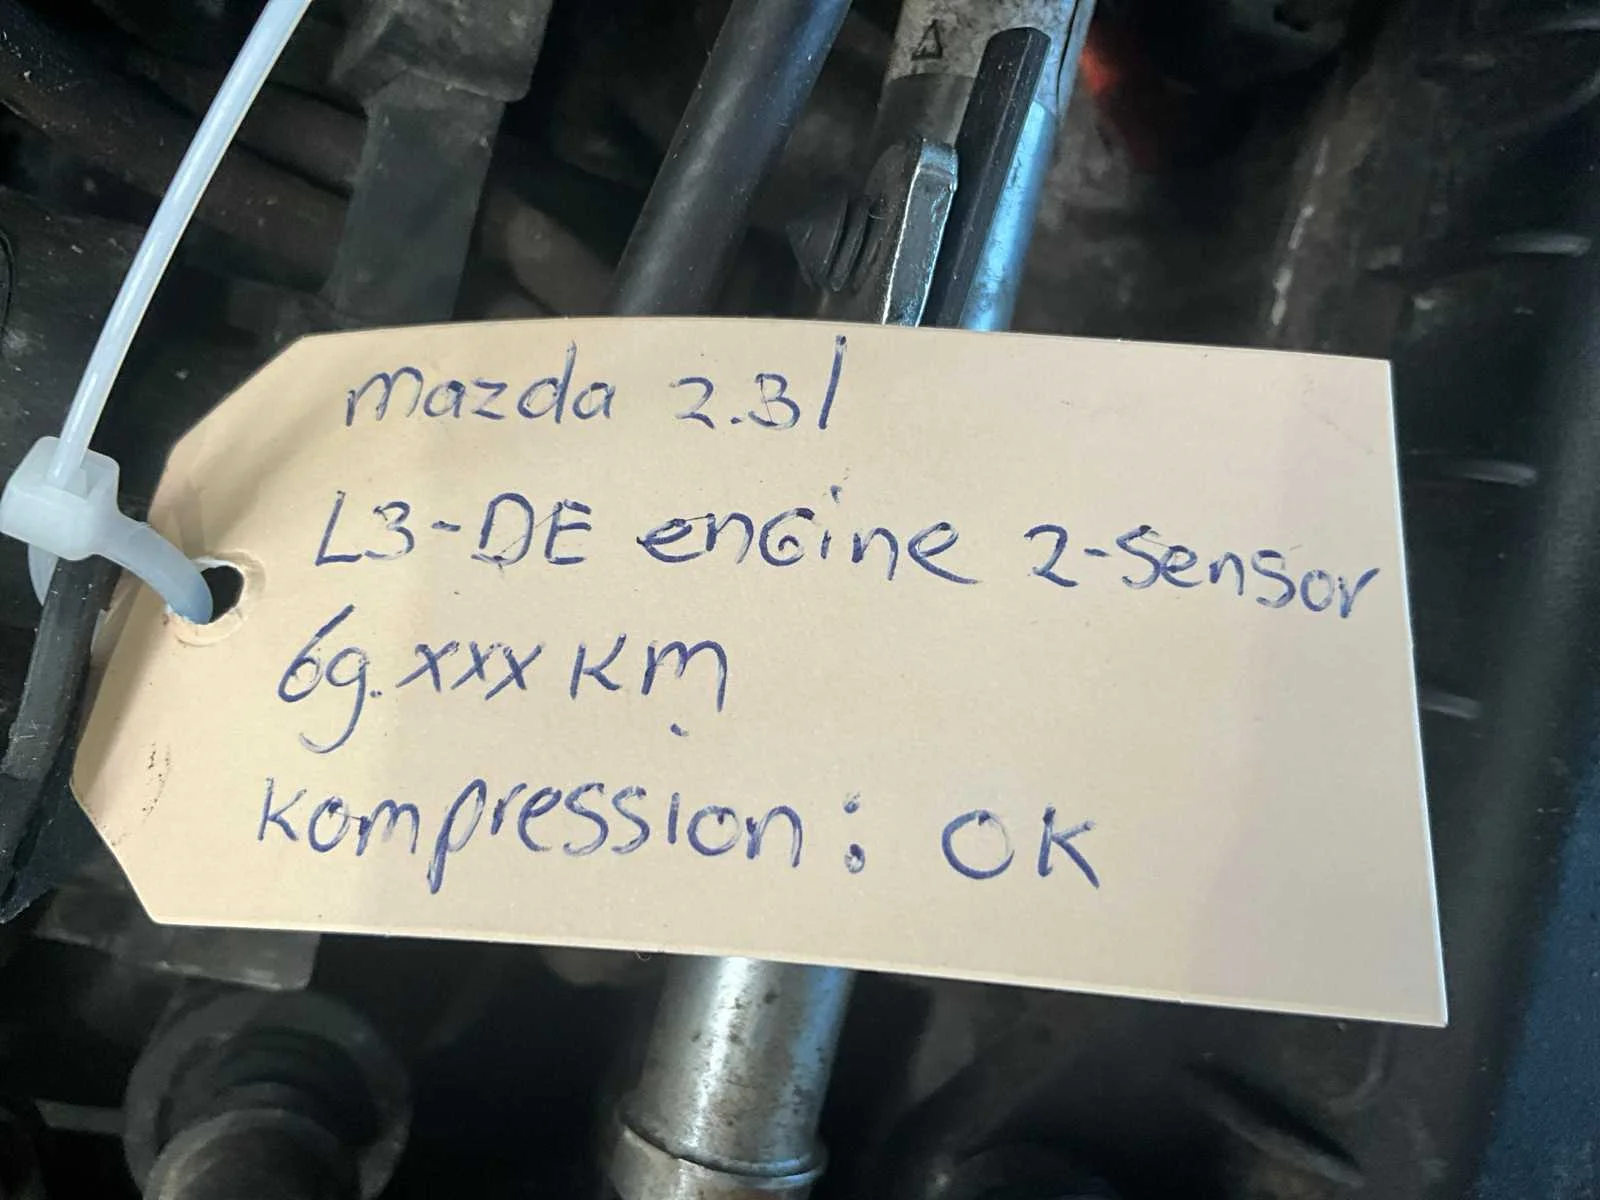 Mazda 2.3l
L3-DE engine 2-Sensor
69.xxx KM
Kompression: OK